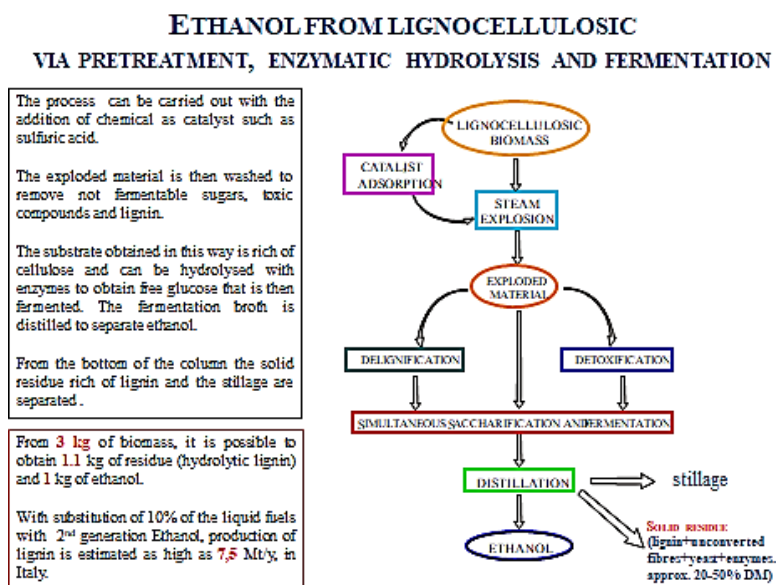 ETHANOL FROM LIGNOCELLULOSIC
VIA PRETREATMENT, ENZYMATIC HYDROLYSIS AND FERMENTATION
The process can be carried out with the
addition of chemical as catalyst such as
sulfuric acid.
The exploded material is then washed to
remove not fermentable sugars, toxic
compounds and lignin.
The substrate obtained in this way is rich of
cellulose and can be hydrolysed with
enzymes to obtain free glucose that is then
fermented. The fermentation broth is
distilled to separate ethanol.
From the bottom of the column the solid
residue rich of lignin and the stillage are
separated .
From 3 kg of biomass, it is possible to
obtain 1.1 kg of residue (hydrolytic lignin)
and 1 kg of ethanol.
With substitution of 10% of the liquid fuels
with 2nd generation Ethanol, production of
lignin is estimated as high as 7,5 Mt/y, in
Italy.
LIGNOCELLULOSIC
BIOMASS
CATALIST
ADSORPTION
STEAM
EXPLOSION
EXPLODED
MATERIAL
DELIGNIFICATION
DETOXIFICATION
SIMULTANEOUS SACCHARIFICATION AND FERMENTATION
DISTILLATION
stillage
ETHANOL
SOLID RESIDUE
(lignin+unconverted
fibres+yeast+enzymes.
approx. 20-50% DM)